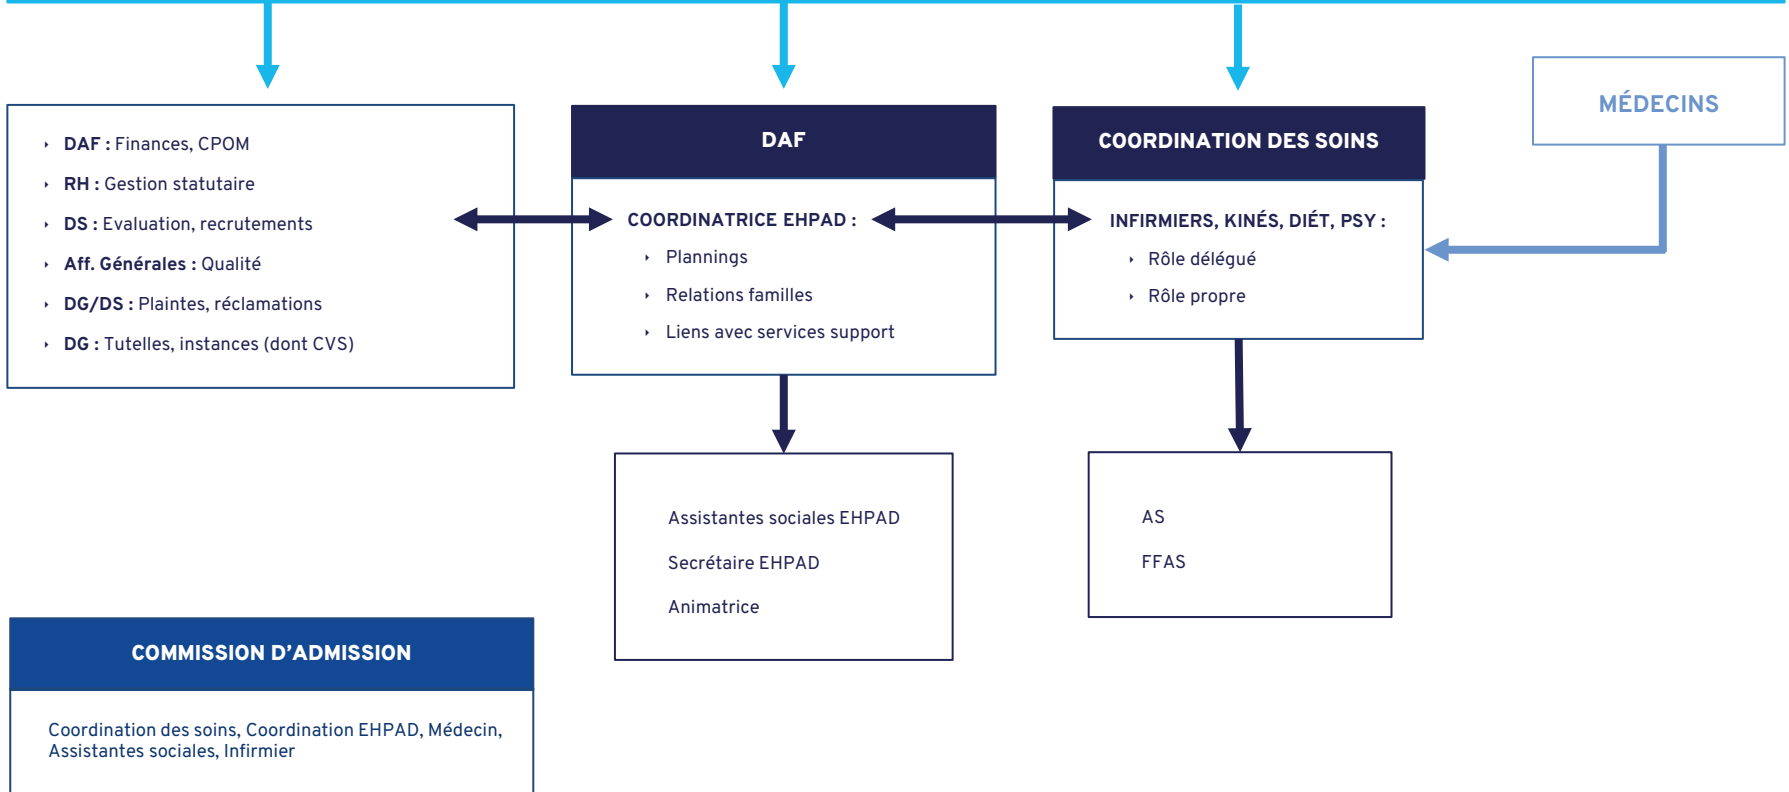 DAF : Finances, CPOM
RH : Gestion statutaire
DS : Evaluation, recrutements
Aff. Générales : Qualité
DG/DS : Plaintes, réclamations
DG : Tutelles, instances (dont CVS)
DAF
COORDINATRICE EHPAD :
Plannings
Relations familles
Liens avec services support
COORDINATION DES SOINS
INFIRMIERS, KINÉS, DIÉT, PSY :
Rôle délégué
Rôle propre
MÉDECINS
Assistantes sociales EHPAD
Secrétaire EHPAD
Animatrice
AS
FFAS
COMMISSION D’ADMISSION
Coordination des soins, Coordination EHPAD, Médecin,
Assistantes sociales, Infirmier